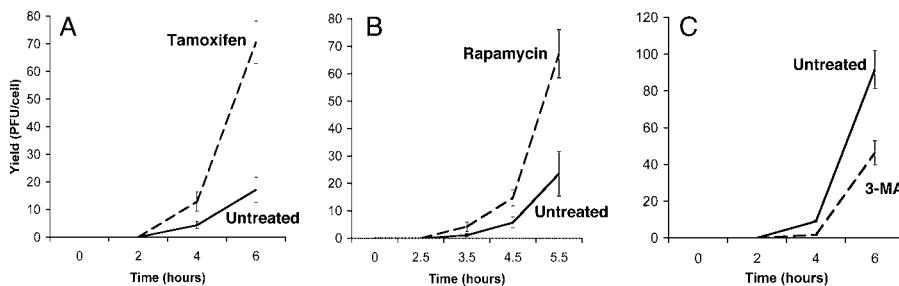 A
80
70
60
50
40
30
20
10
0
Yield (PFU/cell)
Tamoxifen
Untreated
0 2 4 6
Time (hours)
B
80
70
60
50
40
30
20
10
0
Rapamycin
Untreated
0 2.5 3.5 4.5 5.5
Time (hours)
C
120
100
80
60
40
20
0
Untreated
3-MA
0 2 4 6
Time (hours)